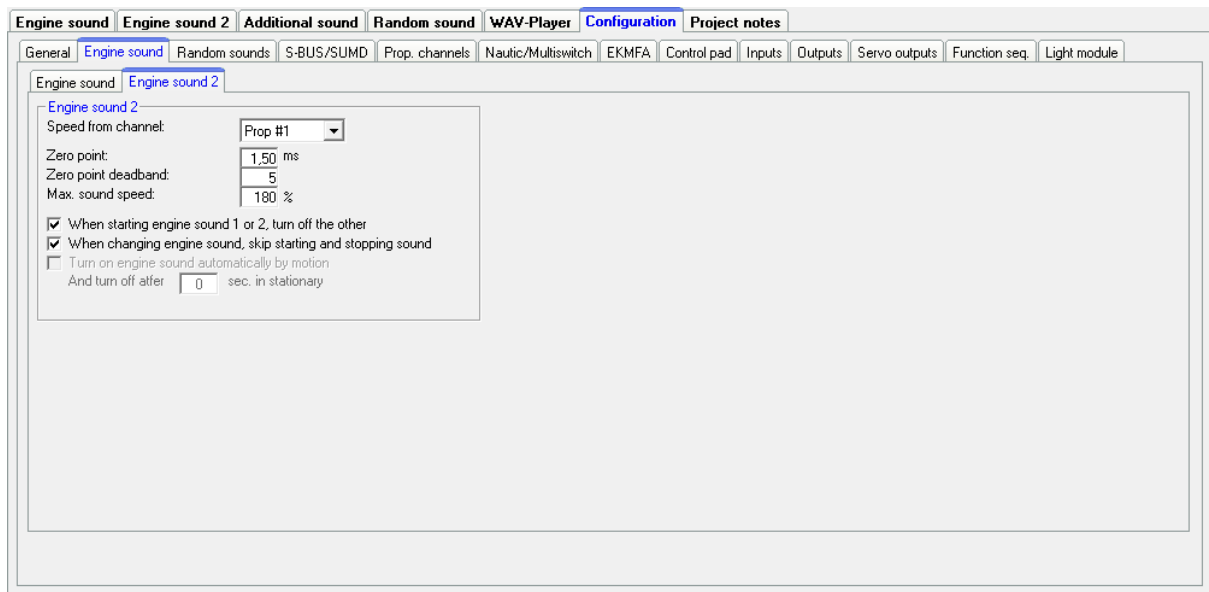 Engine sound Engine sound 2 Additional sound Random sound WAV-Player Configuration Project notes
General Engine sound Random sounds S-BUS/SUMD Prop. channels Nautic/Multiswitch EKMFA Control pad Inputs Outputs Servo outputs Function seq. Light module
Engine sound Engine sound 2
Engine sound 2
Speed from channel: Prop #1
Zero point: 1,50 ms
Zero point deadband: 5
Max. sound speed: 180 %
When starting engine sound 1 or 2, turn off the other
When changing engine sound, skip starting and stopping sound
Turn on engine sound automatically by motion
And turn off atfer 0 sec. in stationary